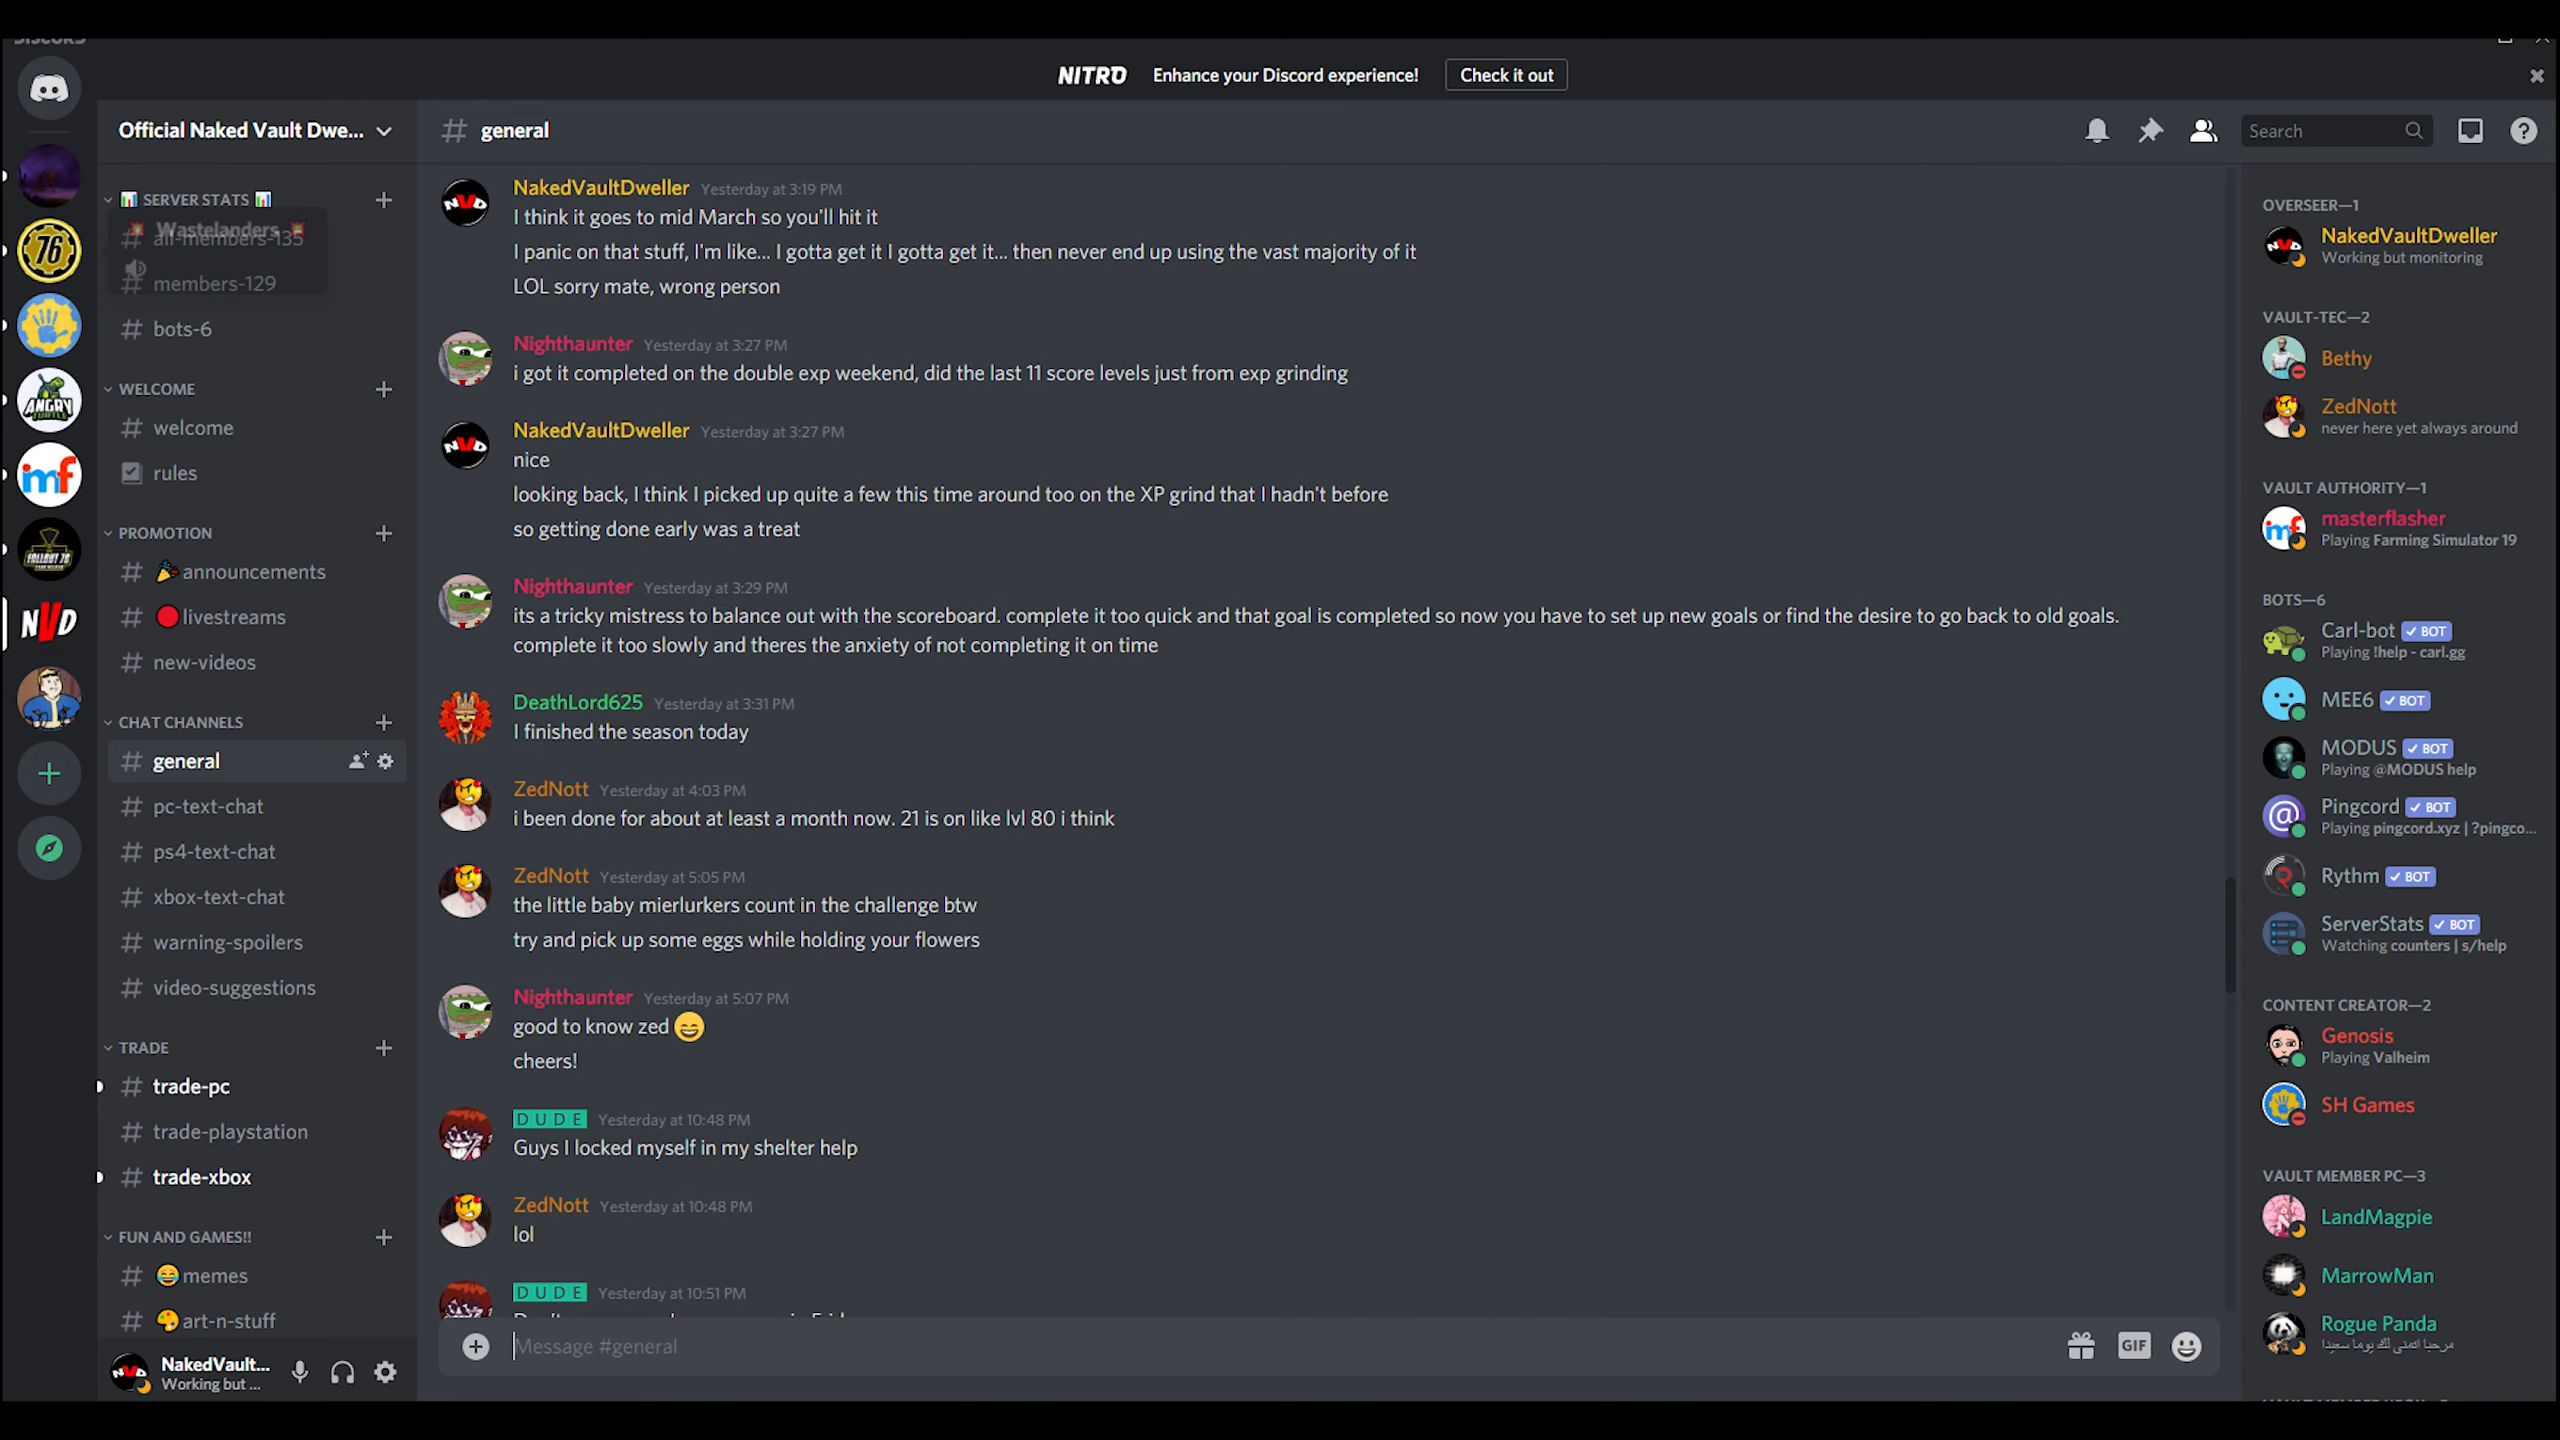 NITRO Enhance your Discord experience! Check it out
Official Naked Vault Dwe...
SERVER STATS
Wastelanders
all-members-135
members-129
bots-6
WELCOME
welcome
rules
PROMOTION
announcements
livestreams
new-videos
CHAT CHANNELS
general
pc-text-chat
ps4-text-chat
xbox-text-chat
warning-spoilers
video-suggestions
TRADE
trade-pc
trade-playstation
trade-xbox
FUN AND GAMES!!
memes
art-n-stuff
NakedVault...
Working but ...
76
ANGRY
mf
FALLOUT 76
NVD
general
Search
NakedVaultDweller Yesterday at 3:19 PM
I think it goes to mid March so you'll hit it
I panic on that stuff, I'm like... I gotta get it I gotta get it... then never end up using the vast majority of it
LOL sorry mate, wrong person
Nighthaunter Yesterday at 3:27 PM
i got it completed on the double exp weekend, did the last 11 score levels just from exp grinding
NakedVaultDweller Yesterday at 3:27 PM
nice
looking back, I think I picked up quite a few this time around too on the XP grind that I hadn't before
so getting done early was a treat
Nighthaunter Yesterday at 3:29 PM
its a tricky mistress to balance out with the scoreboard. complete it too quick and that goal is completed so now you have to set up new goals or find the desire to go back to old goals.
complete it too slowly and theres the anxiety of not completing it on time
DeathLord625 Yesterday at 3:31 PM
I finished the season today
ZedNott Yesterday at 4:03 PM
i been done for about at least a month now. 21 is on like lvl 80 i think
ZedNott Yesterday at 5:05 PM
the little baby mierlurkers count in the challenge btw
try and pick up some eggs while holding your flowers
Nighthaunter Yesterday at 5:07 PM
good to know zed
cheers!
DUDE Yesterday at 10:48 PM
Guys I locked myself in my shelter help
ZedNott Yesterday at 10:48 PM
lol
DUDE Yesterday at 10:51 PM
Message #general
GIF
OVERSEER—1
NakedVaultDweller
Working but monitoring
VAULT-TEC—2
Bethy
ZedNott
never here yet always around
VAULT AUTHORITY—1
masterflasher
Playing Farming Simulator 19
BOTS—6
Carl-bot BOT
Playing !help - carl.gg
MEE6 BOT
MODUS BOT
Playing @MODUS help
Pingcord BOT
Playing pingcord.xyz | ?pingco...
Rythm BOT
ServerStats BOT
Watching counters | s/help
CONTENT CREATOR—2
Genosis
Playing Valheim
SH Games
VAULT MEMBER PC—3
LandMagpie
MarrowMan
Rogue Panda
مرحبا اتمنى لك يوما سعيدا